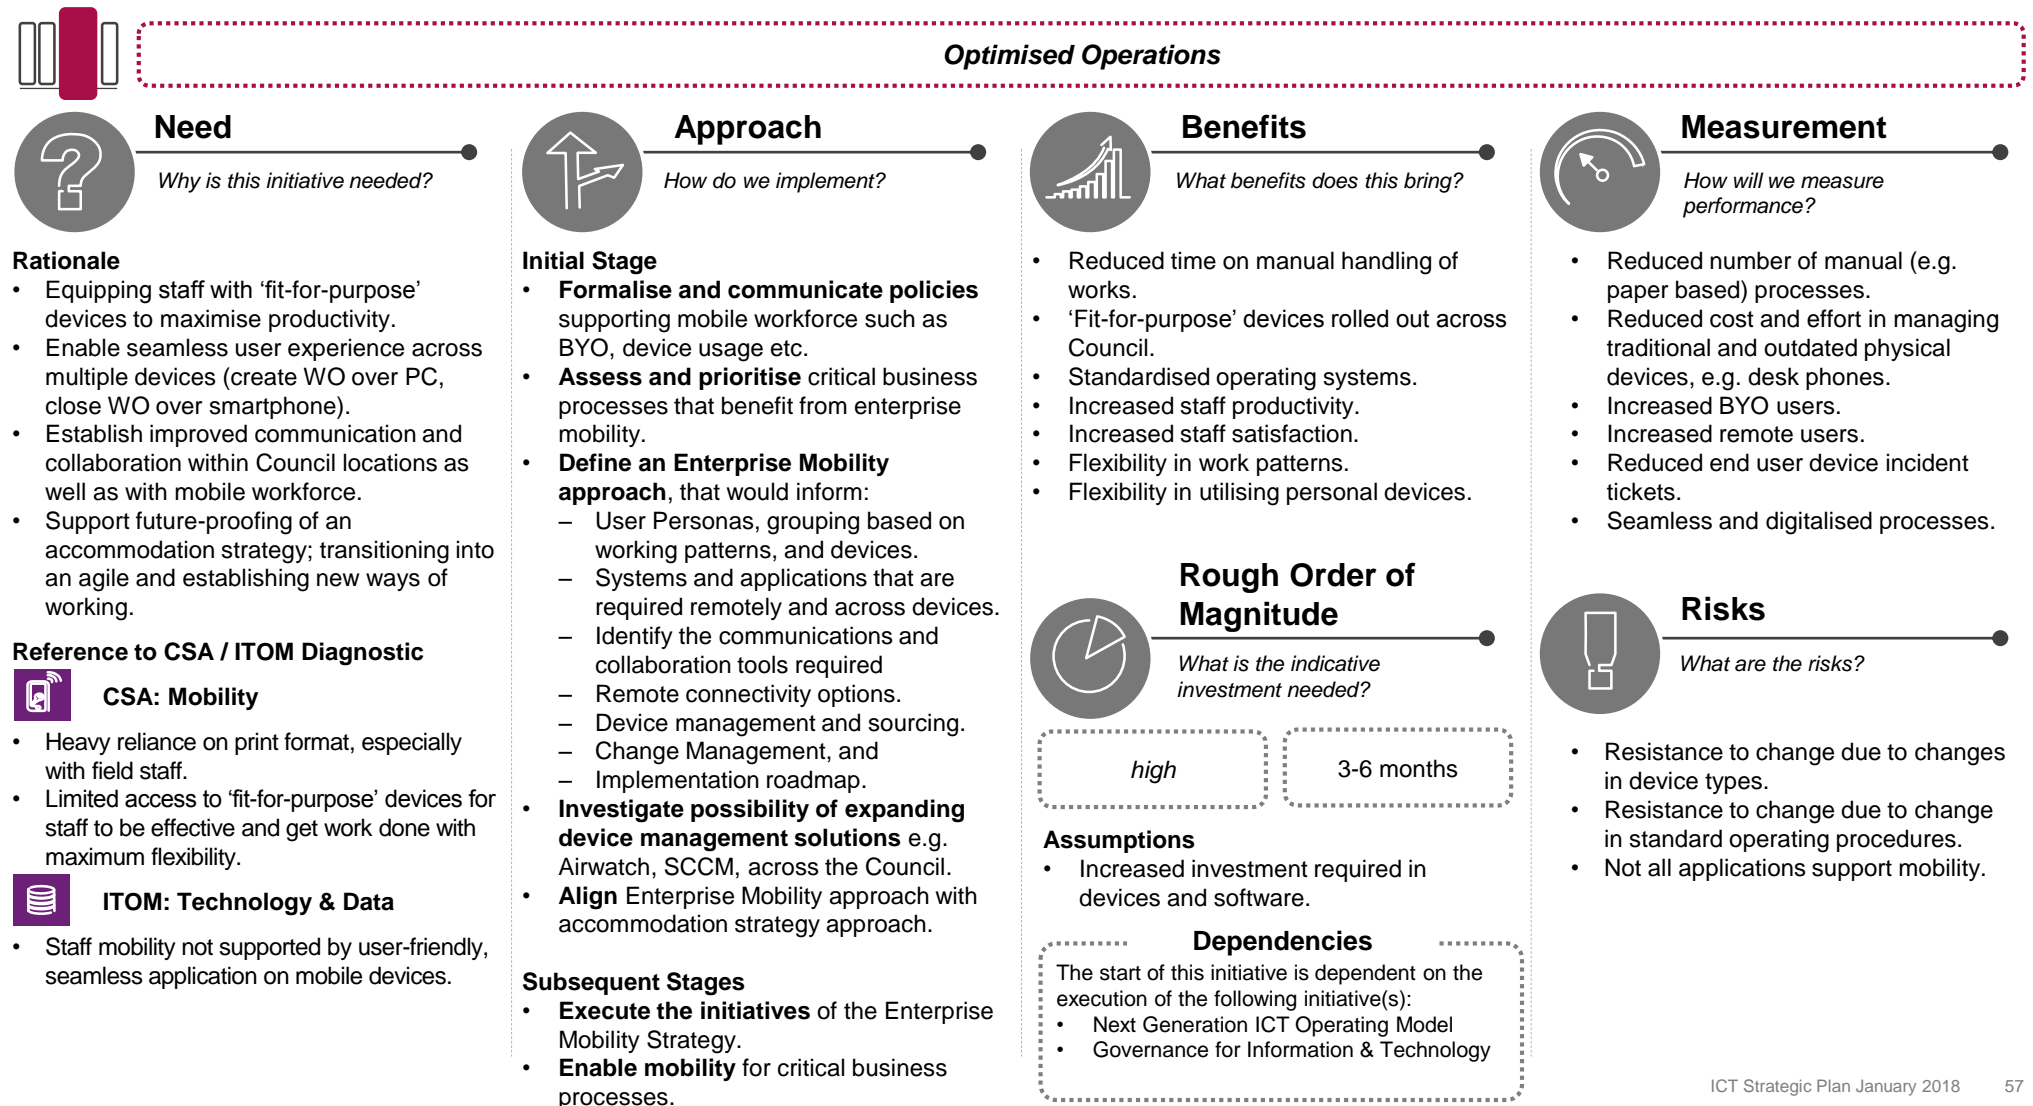 Optimised Operations
Need
Why is this initiative needed?
Rationale
• Equipping staff with ‘fit-for-purpose’
devices to maximise productivity.
• Enable seamless user experience across
multiple devices (create WO over PC,
close WO over smartphone).
• Establish improved communication and
collaboration within Council locations as
well as with mobile workforce.
• Support future-proofing of an
accommodation strategy; transitioning into
an agile and establishing new ways of
working.
Reference to CSA / ITOM Diagnostic
CSA: Mobility
• Heavy reliance on print format, especially
with field staff.
• Limited access to ‘fit-for-purpose’ devices for
staff to be effective and get work done with
maximum flexibility.
ITOM: Technology & Data
• Staff mobility not supported by user-friendly,
seamless application on mobile devices.
Approach
How do we implement?
Initial Stage
• Formalise and communicate policies
supporting mobile workforce such as
BYO, device usage etc.
• Assess and prioritise critical business
processes that benefit from enterprise
mobility.
• Define an Enterprise Mobility
approach, that would inform:
– User Personas, grouping based on
working patterns, and devices.
– Systems and applications that are
required remotely and across devices.
– Identify the communications and
collaboration tools required
– Remote connectivity options.
– Device management and sourcing.
– Change Management, and
– Implementation roadmap.
• Investigate possibility of expanding
device management solutions e.g.
Airwatch, SCCM, across the Council.
• Align Enterprise Mobility approach with
accommodation strategy approach.
Subsequent Stages
• Execute the initiatives of the Enterprise
Mobility Strategy.
• Enable mobility for critical business
processes.
Benefits
What benefits does this bring?
• Reduced time on manual handling of
works.
• ‘Fit-for-purpose’ devices rolled out across
Council.
• Standardised operating systems.
• Increased staff productivity.
• Increased staff satisfaction.
• Flexibility in work patterns.
• Flexibility in utilising personal devices.
Rough Order of
Magnitude
What is the indicative
investment needed?
high
3-6 months
Assumptions
• Increased investment required in
devices and software.
Dependencies
The start of this initiative is dependent on the
execution of the following initiative(s):
• Next Generation ICT Operating Model
• Governance for Information & Technology
Measurement
How will we measure
performance?
• Reduced number of manual (e.g.
paper based) processes.
• Reduced cost and effort in managing
traditional and outdated physical
devices, e.g. desk phones.
• Increased BYO users.
• Increased remote users.
• Reduced end user device incident
tickets.
• Seamless and digitalised processes.
Risks
What are the risks?
• Resistance to change due to changes
in device types.
• Resistance to change due to change
in standard operating procedures.
• Not all applications support mobility.
ICT Strategic Plan January 2018 57